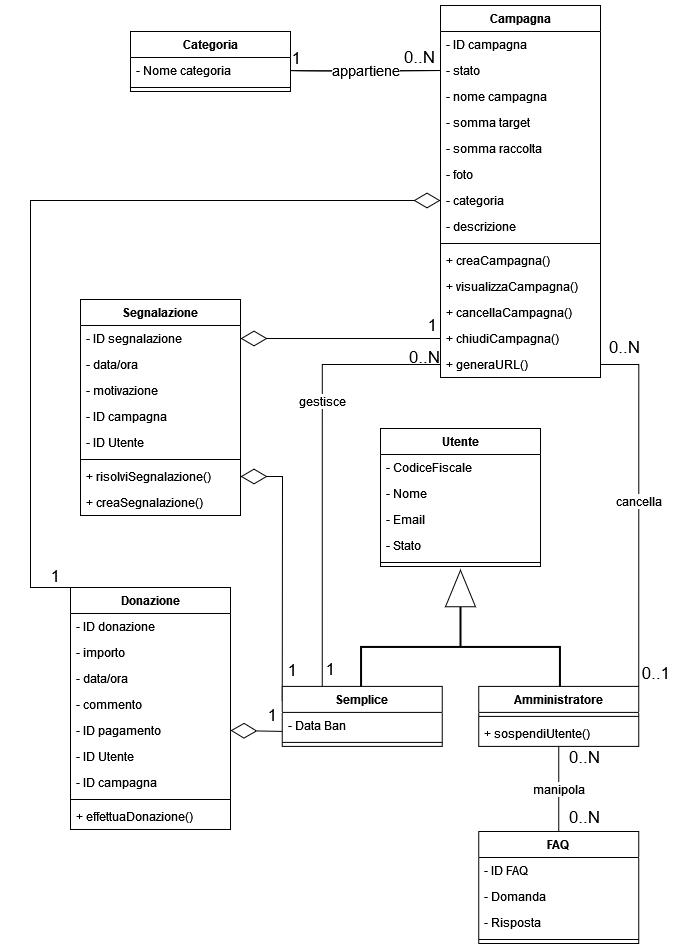 Campagna
- ID campagna
- stato
- nome campagna
- somma target
- somma raccolta
- foto
- categoria
- descrizione
+ creaCampagna()
+ visualizzaCampagna()
+ cancellaCampagna()
+ chiudiCampagna()
+ generaURL()
Categoria
- Nome categoria
1
appartiene
0..N
Segnalazione
- ID segnalazione
- data/ora
- motivazione
- ID campagna
- ID Utente
+ risolviSegnalazione()
+ creaSegnalazione()
1
0..N
gestisce
0..N
cancella
Utente
- CodiceFiscale
- Nome
- Email
- Stato
1
Donazione
- ID donazione
- importo
- data/ora
- commento
- ID pagamento
- ID Utente
- ID campagna
+ effettuaDonazione()
1
1
1
Semplice
- Data Ban
0..1
Amministratore
+ sospendiUtente()
0..N
manipola
0..N
FAQ
- ID FAQ
- Domanda
- Risposta